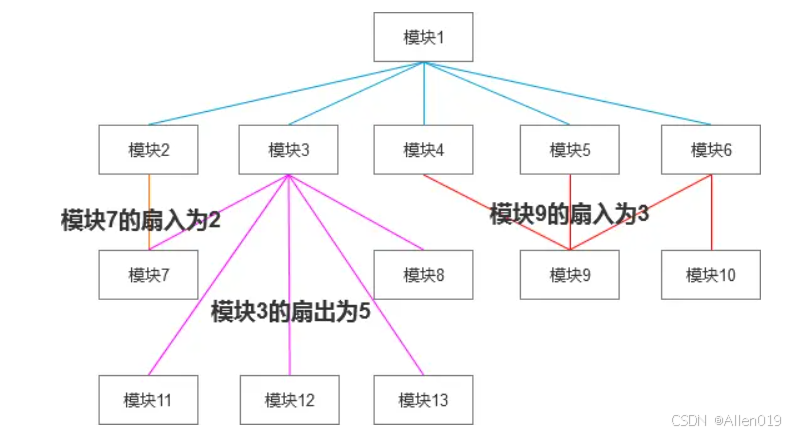 模块1
模块2
模块3
模块4
模块5
模块6
模块7的扇入为2
模块9的扇入为3
模块7
模块8
模块9
模块10
模块3的扇出为5
模块11
模块12
模块13
CSDN @Allen019